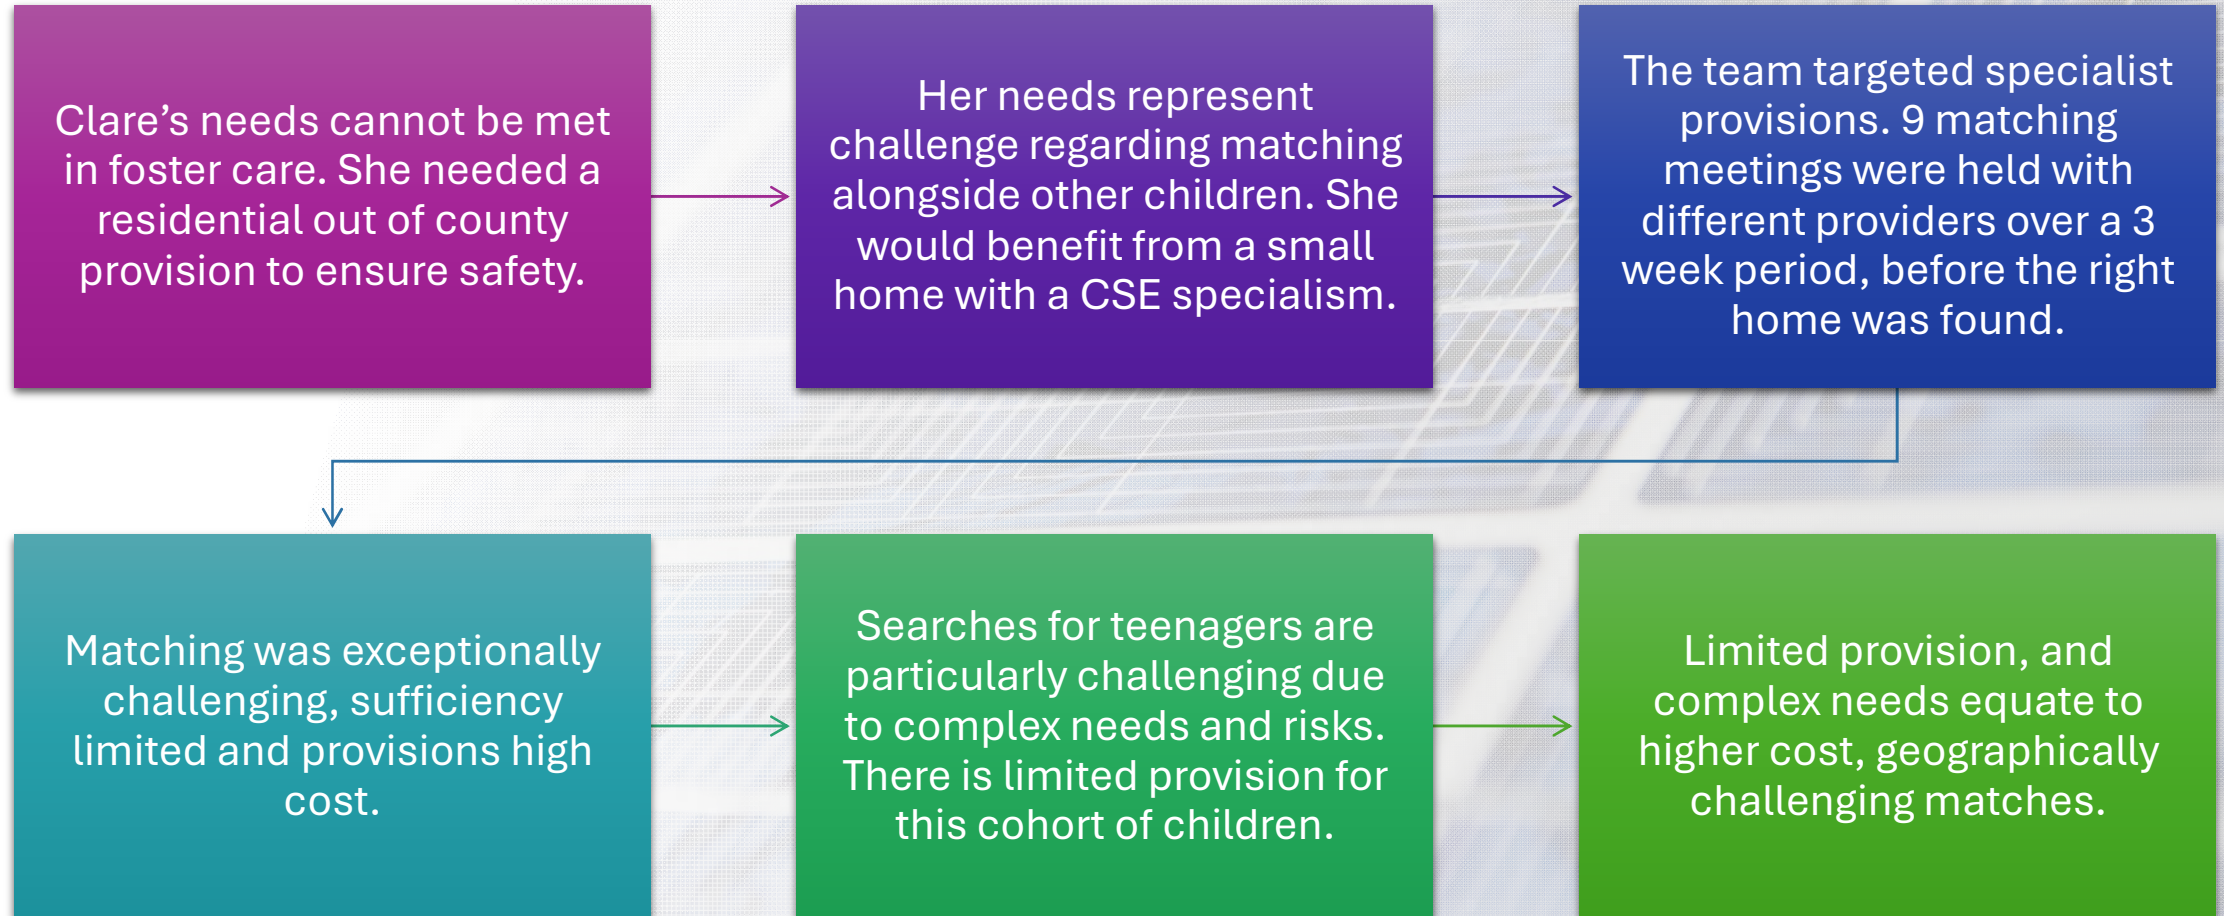 Clare’s needs cannot be met
in foster care. She needed a
residential out of county
provision to ensure safety.
Her needs represent
challenge regarding matching
alongside other children. She
would benefit from a small
home with a CSE specialism.
The team targeted specialist
provisions. 9 matching
meetings were held with
different providers over a 3
week period, before the right
home was found.
Matching was exceptionally
challenging, sufficiency
limited and provisions high
cost.
Searches for teenagers are
particularly challenging due
to complex needs and risks.
There is limited provision for
this cohort of children.
Limited provision, and
complex needs equate to
higher cost, geographically
challenging matches.